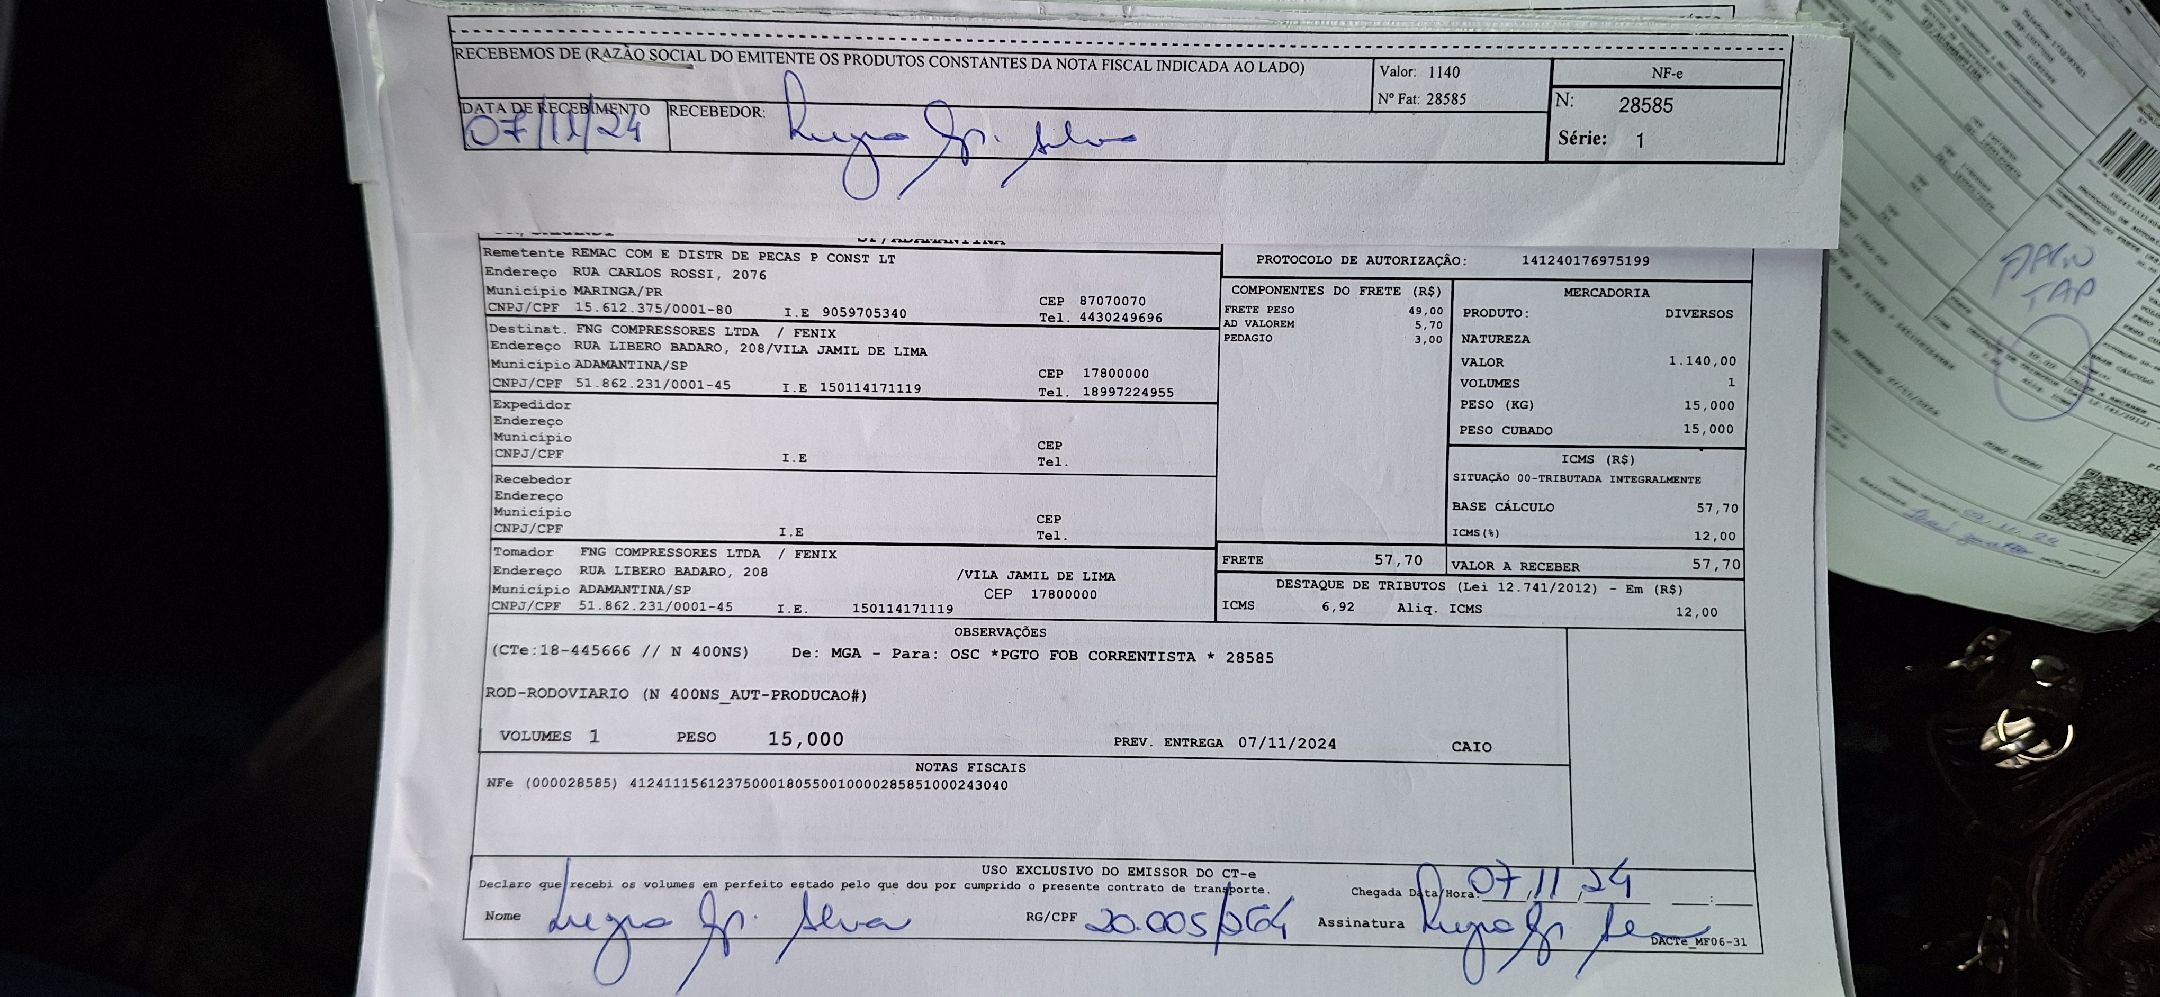 RECEBEMOS DE (RAZÃO SOCIAL DO EMITENTE OS PRODUTOS CONSTANTES DA NOTA FISCAL INDICADA AO LADO)
Valor: 1140
Nº Fat: 28585
NF-e
N: 28585
Série: 1
DATA DE RECEBIMENTO
07/11/24
RECEBEDOR:
Silva
Remetente REMAC COM E DISTR DE PECAS P CONST LT
Endereço RUA CARLOS ROSSI, 2076
Município MARINGA/PR
CEP 87070070
CNPJ/CPF 15.612.375/0001-80 I.E 9059705340 Tel. 4430249696
Destinat. FNG COMPRESSORES LTDA / FENIX
Endereço RUA LIBERO BADARO, 208/VILA JAMIL DE LIMA
Município ADAMANTINA/SP
CEP 17800000
CNPJ/CPF 51.862.231/0001-45 I.E 150114171119 Tel. 18997224955
Expedidor
Endereço
Município CEP
CNPJ/CPF I.E Tel.
Recebedor
Endereço
Município CEP
CNPJ/CPF I.E Tel.
Tomador FNG COMPRESSORES LTDA / FENIX
Endereço RUA LIBERO BADARO, 208 /VILA JAMIL DE LIMA
Município ADAMANTINA/SP CEP 17800000
CNPJ/CPF 51.862.231/0001-45 I.E. 150114171119
PROTOCOLO DE AUTORIZAÇÃO: 141240176975199
COMPONENTES DO FRETE (R$)
FRETE PESO 49,00
AD VALOREM 5,70
PEDAGIO 3,00
MERCADORIA
PRODUTO: DIVERSOS
NATUREZA
VALOR 1.140,00
VOLUMES 1
PESO (KG) 15,000
PESO CUBADO 15,000
ICMS (R$)
SITUAÇÃO 00-TRIBUTADA INTEGRALMENTE
BASE CÁLCULO 57,70
ICMS(%) 12,00
FRETE 57,70
VALOR A RECEBER 57,70
DESTAQUE DE TRIBUTOS (Lei 12.741/2012) - Em (R$)
ICMS 6,92 Aliq. ICMS 12,00
OBSERVAÇÕES
(CTe:18-445666 // N 400NS) De: MGA - Para: OSC *PGTO FOB CORRENTISTA * 28585
ROD-RODOVIARIO (N 400NS_AUT-PRODUCAO#)
VOLUMES 1 PESO 15,000 PREV. ENTREGA 07/11/2024 CAIO
NOTAS FISCAIS
NFe (000028585) 41241115612375000180550010000285851000243040
USO EXCLUSIVO DO EMISSOR DO CT-e
Declaro que recebi os volumes em perfeito estado pelo que dou por cumprido o presente contrato de transporte.
Chegada Data/Hora: 07/11/24 __:__
Nome Silva
RG/CPF 20.005/264
Assinatura
DACTe_MF06-31